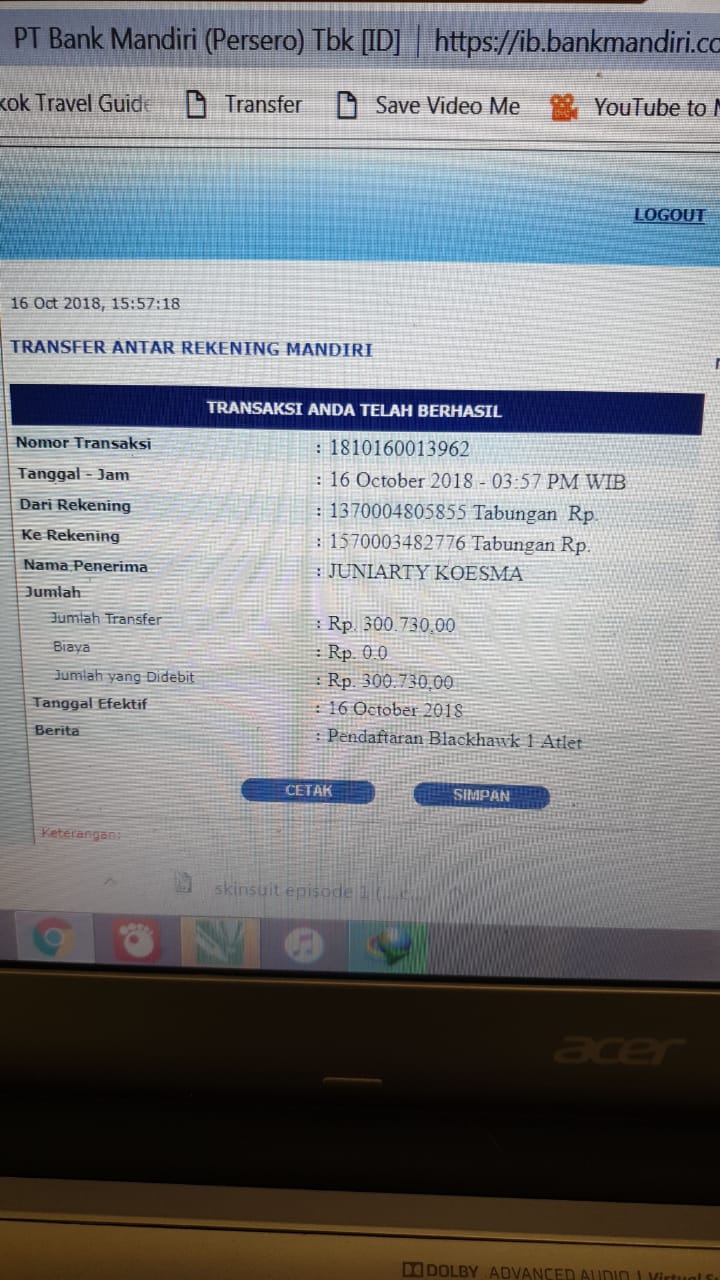 PT Bank Mandiri (Persero) Tbk [ID] | https://ib.bankmandiri.co
kok Travel Guide Transfer Save Video Me YouTube to
LOGOUT
16 Oct 2018, 15:57:18
TRANSFER ANTAR REKENING MANDIRI
TRANSAKSI ANDA TELAH BERHASIL
Nomor Transaksi : 1810160013962
Tanggal - Jam : 16 October 2018 - 03:57 PM WIB
Dari Rekening : 1370004805855 Tabungan Rp.
Ke Rekening : 1570003482776 Tabungan Rp.
Nama Penerima : JUNIARTY KOESMA
Jumlah
Jumlah Transfer : Rp. 300.730,00
Biaya : Rp. 0.0
Jumlah yang Didebit : Rp. 300.730,00
Tanggal Efektif : 16 October 2018
Berita : Pendaftaran Blackhawk 1 Atlet
CETAK SIMPAN
Keterangan:
skinsuit episode 1 (....c...
acer
DOLBY ADVANCED AUDIO